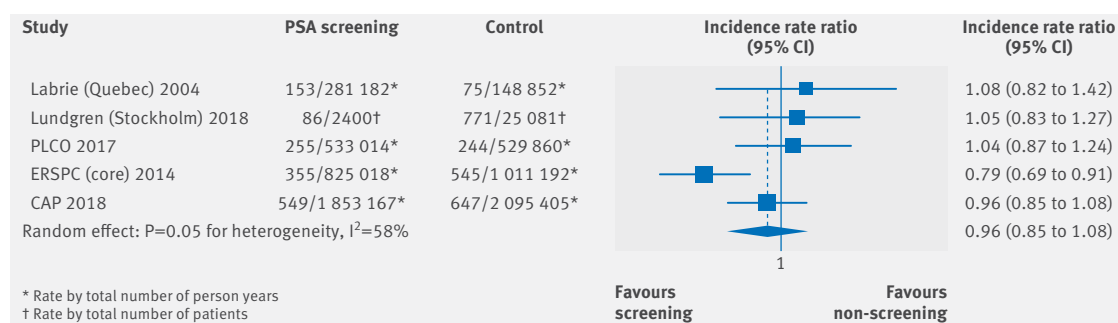 Study PSA screening Control Incidence rate ratio (95% CI) Incidence rate ratio (95% CI)
Labrie (Quebec) 2004 153/281 182* 75/148 852* 1.08 (0.82 to 1.42)
Lundgren (Stockholm) 2018 86/2400† 771/25 081† 1.05 (0.83 to 1.27)
PLCO 2017 255/533 014* 244/529 860* 1.04 (0.87 to 1.24)
ERSPC (core) 2014 355/825 018* 545/1 011 192* 0.79 (0.69 to 0.91)
CAP 2018 549/1 853 167* 647/2 095 405* 0.96 (0.85 to 1.08)
Random effect: P=0.05 for heterogeneity, I²=58% 0.96 (0.85 to 1.08)
1
* Rate by total number of person years
† Rate by total number of patients
Favours screening
Favours non-screening